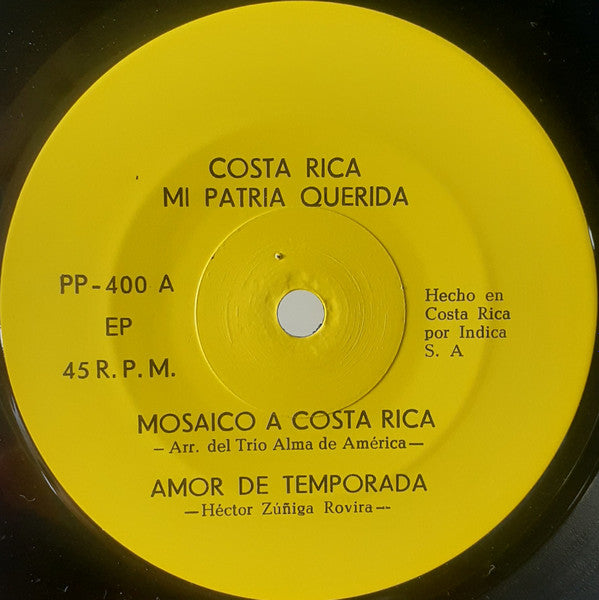 COSTA RICA
MI PATRIA QUERIDA
PP-400 A
EP
45 R. P. M.
Hecho en
Costa Rica
por Indica
S. A
MOSAICO A COSTA RICA
— Arr. del Trío Alma de América —
AMOR DE TEMPORADA
— Héctor Zúñiga Rovira —